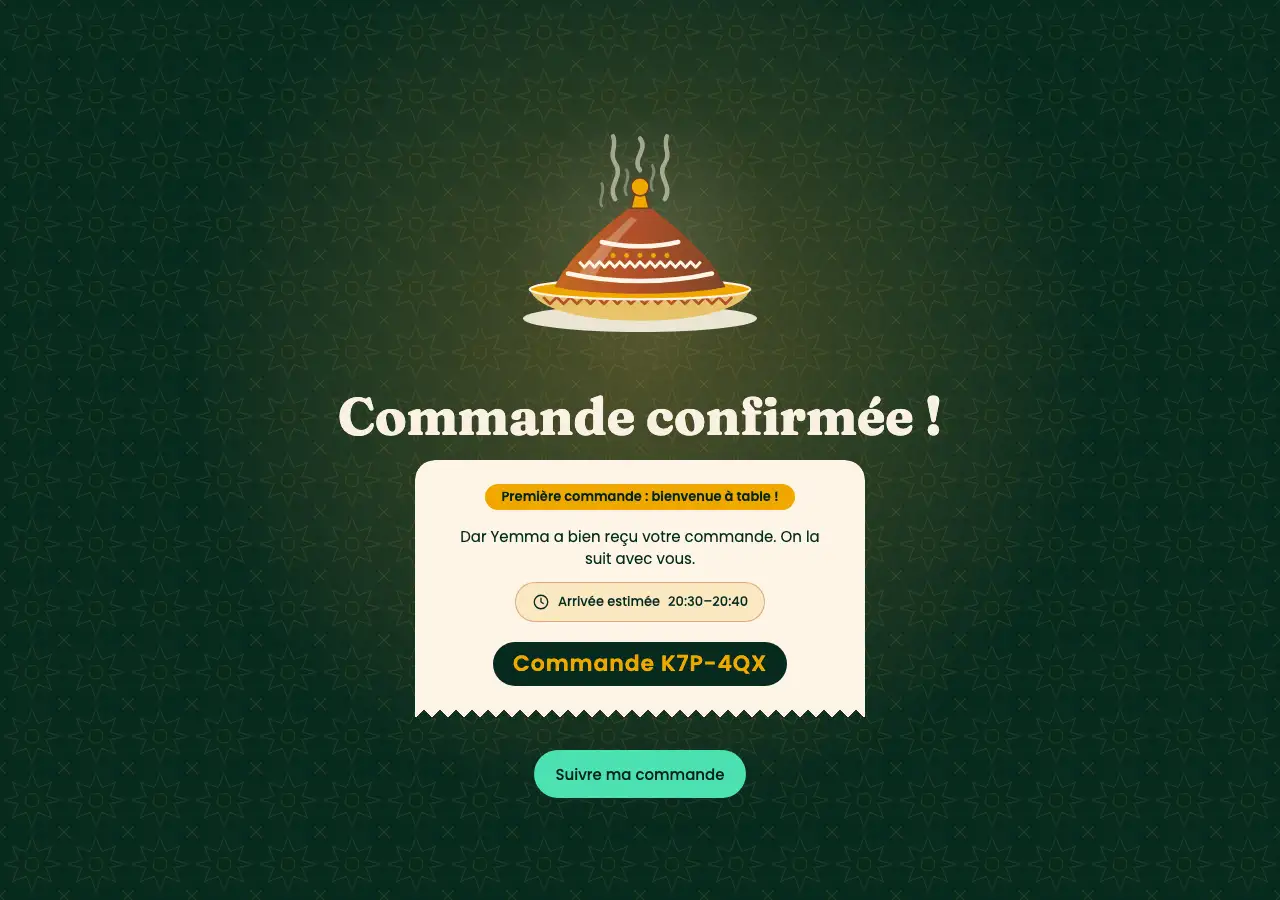 Commande confirmée !
Première commande : bienvenue à table !
Dar Yemma a bien reçu votre commande. On la
suit avec vous.
Arrivée estimée 20:30–20:40
Commande K7P-4QX
Suivre ma commande